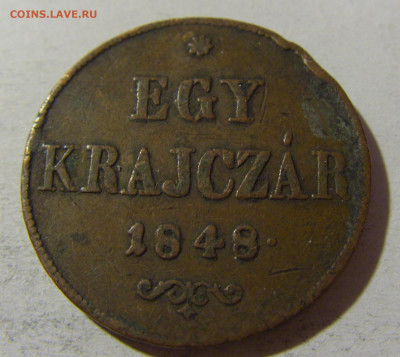 COINS.LAVE.RU
EGY
KRAJCZÁR
1848.